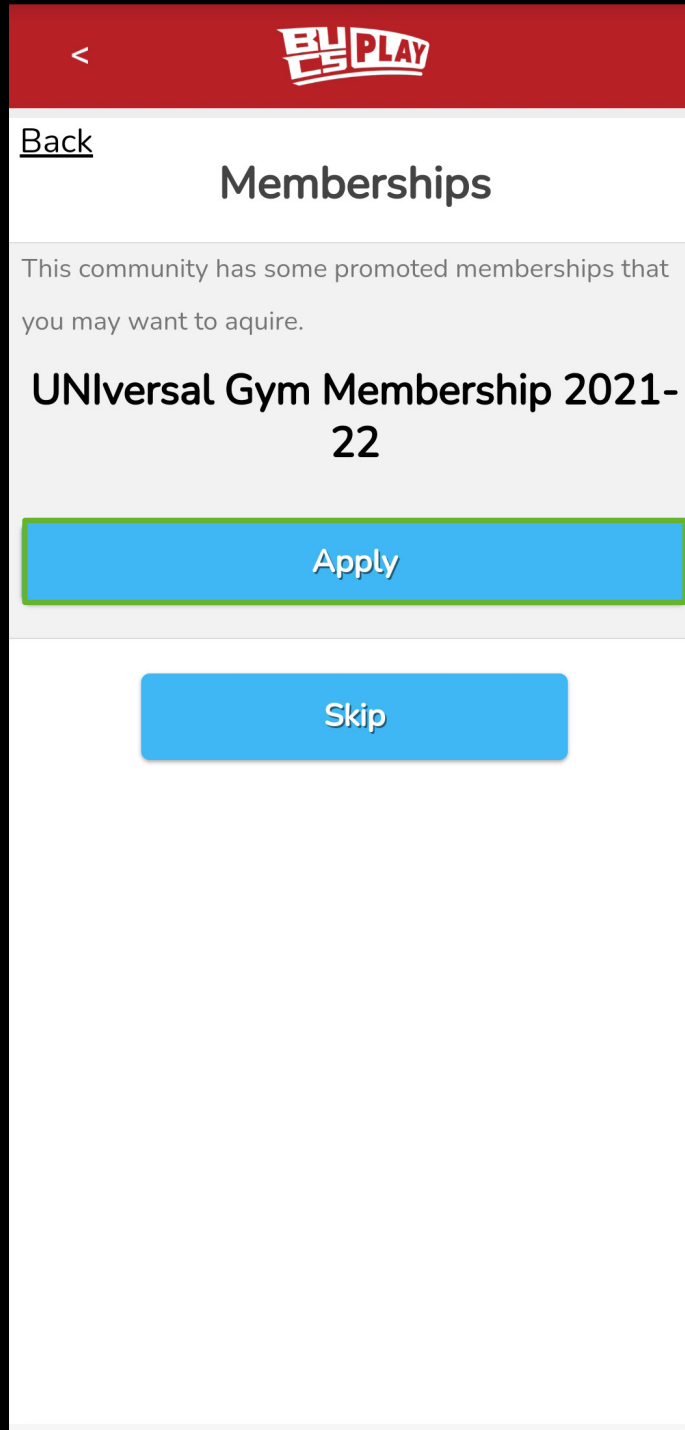 <
BUCS PLAY
Back
Memberships
This community has some promoted memberships that
you may want to aquire.
UNIversal Gym Membership 2021-
22
Apply
Skip